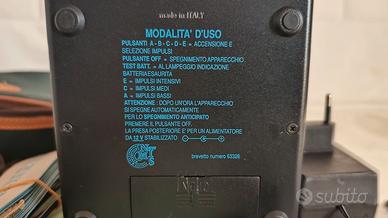 made in ITALY
MODALITA' D'USO
PULSANTI A - B - C - D - E = ACCENSIONE E
SELEZIONE IMPULSI
PULSANTE OFF = SPEGNIMENTO APPARECCHIO
TEST BATT. = AL LAMPEGGIO INDICAZIONE
BATTERIA ESAURITA
E = IMPULSI INTENSIVI
C = IMPULSI MEDI
A = IMPULSI BASSI
ATTENZIONE : DOPO UN'ORA L'APPARECCHIO
SI SEGNE AUTOMATICAMENTE
PER LO SPEGNIMENTO ANTICIPATO
PREMERE IL PULSANTE OFF.
LA PRESA POSTERIORE E' PER UN ALIMENTATORE
DA 12 V STABILIZZATO
brevetto numero 63326
subito